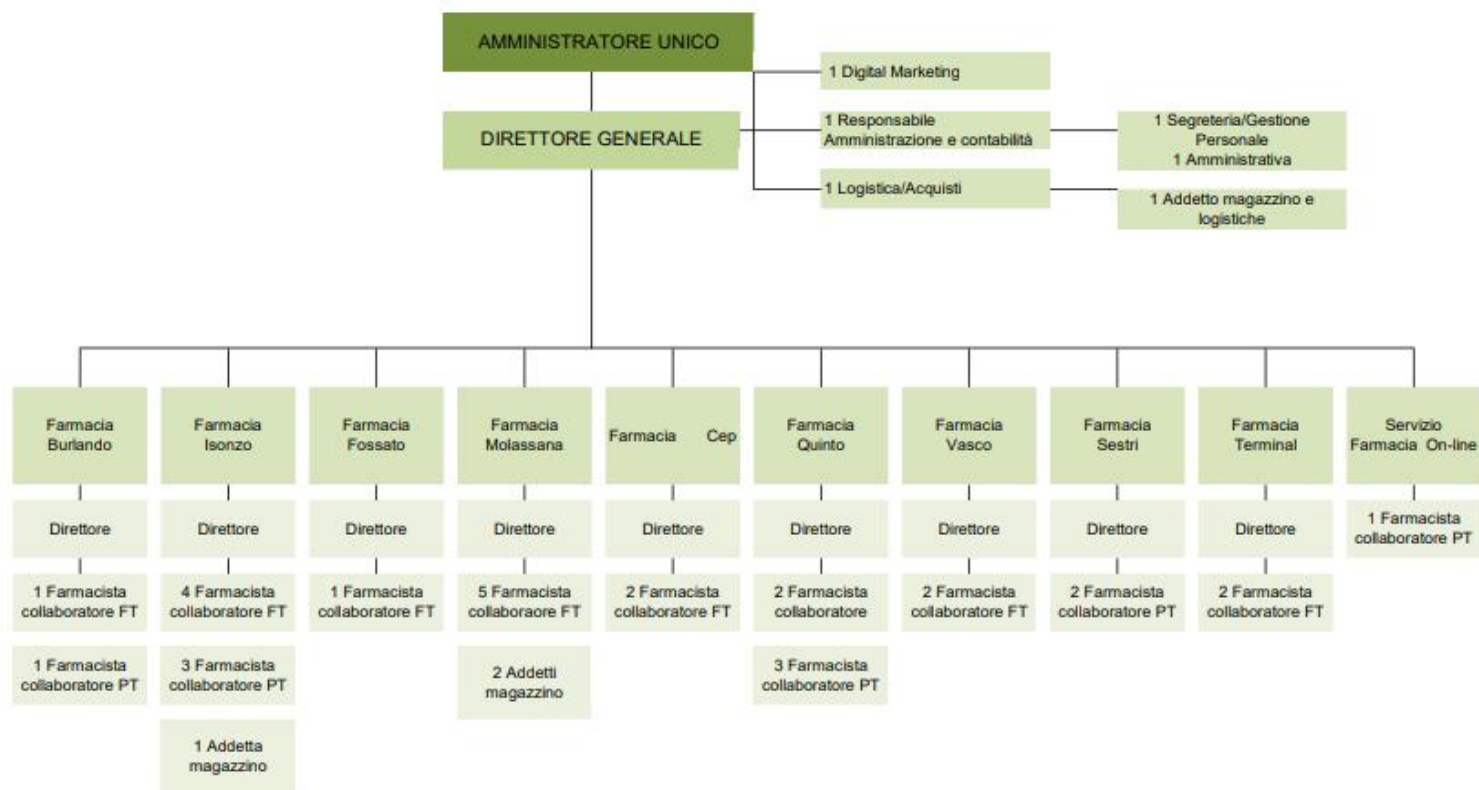 AMMINISTRATORE UNICO
1 Digital Marketing
DIRETTORE GENERALE
1 Responsabile
Amministrazione e contabilità
1 Segreteria/Gestione
Personale
1 Amministrativa
1 Logistica/Acquisti
1 Addetto magazzino e
logistiche
Farmacia
Burlando
Farmacia
Isonzo
Farmacia
Fossato
Farmacia
Molassana
Farmacia Cep
Farmacia
Quinto
Farmacia
Vasco
Farmacia
Sestri
Farmacia
Terminal
Servizio
Farmacia On-line
Direttore
Direttore
Direttore
Direttore
Direttore
Direttore
Direttore
Direttore
Direttore
1 Farmacista
collaboratore PT
1 Farmacista
collaboratore FT
4 Farmacista
collaboratore FT
1 Farmacista
collaboratore FT
5 Farmacista
collaboraore FT
2 Farmacista
collaboratore FT
2 Farmacista
collaboratore
2 Farmacista
collaboratore FT
2 Farmacista
collaboratore PT
2 Farmacista
collaboratore FT
1 Farmacista
collaboratore PT
3 Farmacista
collaboratore PT
2 Addetti
magazzino
3 Farmacista
collaboratore PT
1 Addetta
magazzino